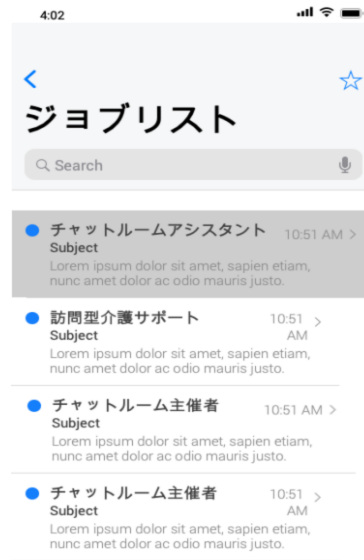 4:02
ジョブリスト
Search
チャットルームアシスタント 10:51 AM
Subject
Lorem ipsum dolor sit amet, sapien etiam,
nunc amet dolor ac odio mauris justo.
訪問型介護サポート 10:51
AM
Subject
Lorem ipsum dolor sit amet, sapien etiam,
nunc amet dolor ac odio mauris justo.
チャットルーム主催者 10:51 AM
Subject
Lorem ipsum dolor sit amet, sapien etiam,
nunc amet dolor ac odio mauris justo.
チャットルーム主催者 10:51
AM
Subject
Lorem ipsum dolor sit amet, sapien etiam,
nunc amet dolor ac odio mauris justo.